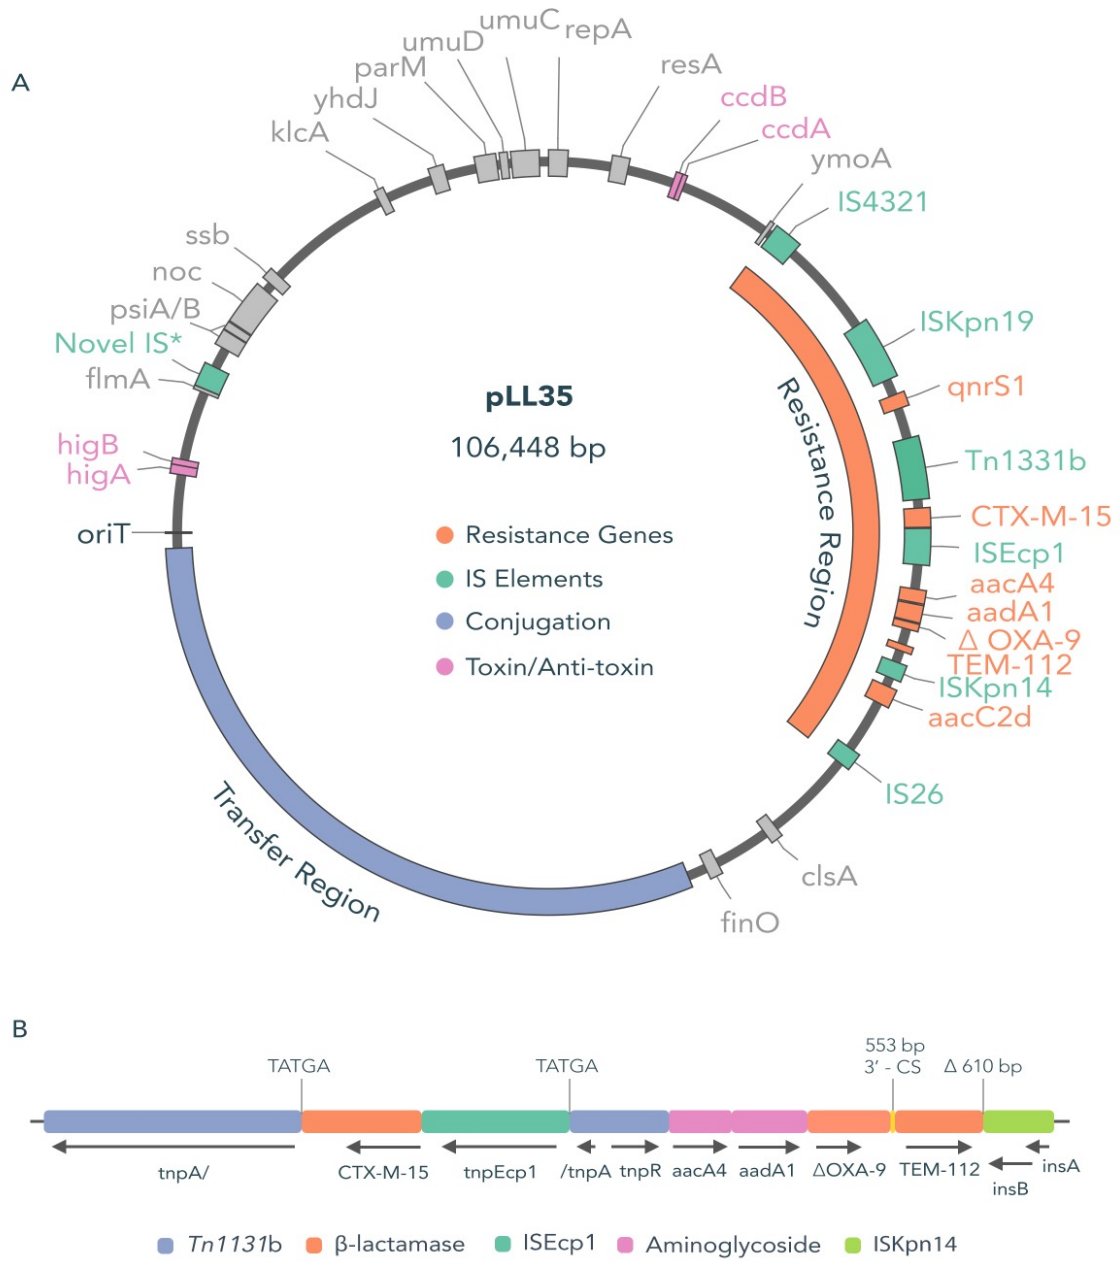 A
umuC
repA
umuD
parM
resA
yhdJ
ccdB
klcA
ccdA
ymoA
IS4321
ssb
noc
psiA/B
Novel IS*
flmA
ISKpn19
qnrS1
pLL35
106,448 bp
Resistance Region
higB
higA
Tn1331b
oriT
CTX-M-15
ISEcp1
Resistance Genes
IS Elements
Conjugation
Toxin/Anti-toxin
aacA4
aadA1
Δ OXA-9
TEM-112
ISKpn14
aacC2d
IS26
Transfer Region
clsA
finO
B
TATGA
TATGA
553 bp
3' - CS
Δ 610 bp
tnpA/
CTX-M-15
tnpEcp1
/tnpA
tnpR
aacA4
aadA1
ΔOXA-9
TEM-112
insB
insA
Tn1131b
β-lactamase
ISEcp1
Aminoglycoside
ISKpn14